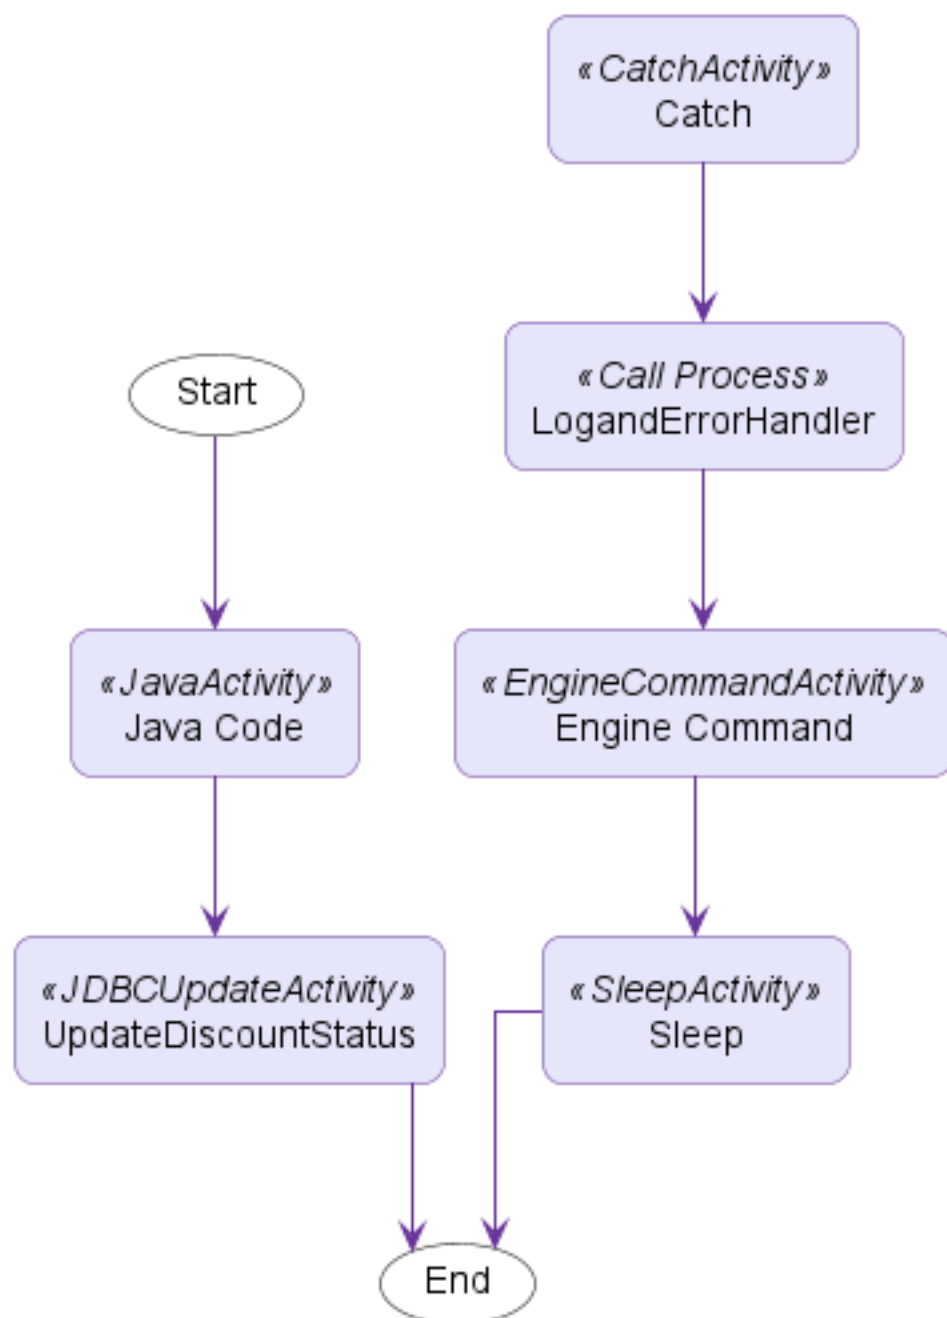 «CatchActivity»
Catch
«Call Process»
LogandErrorHandler
Start
«JavaActivity»
Java Code
«EngineCommandActivity»
Engine Command
«JDBCUpdateActivity»
UpdateDiscountStatus
«SleepActivity»
Sleep
End